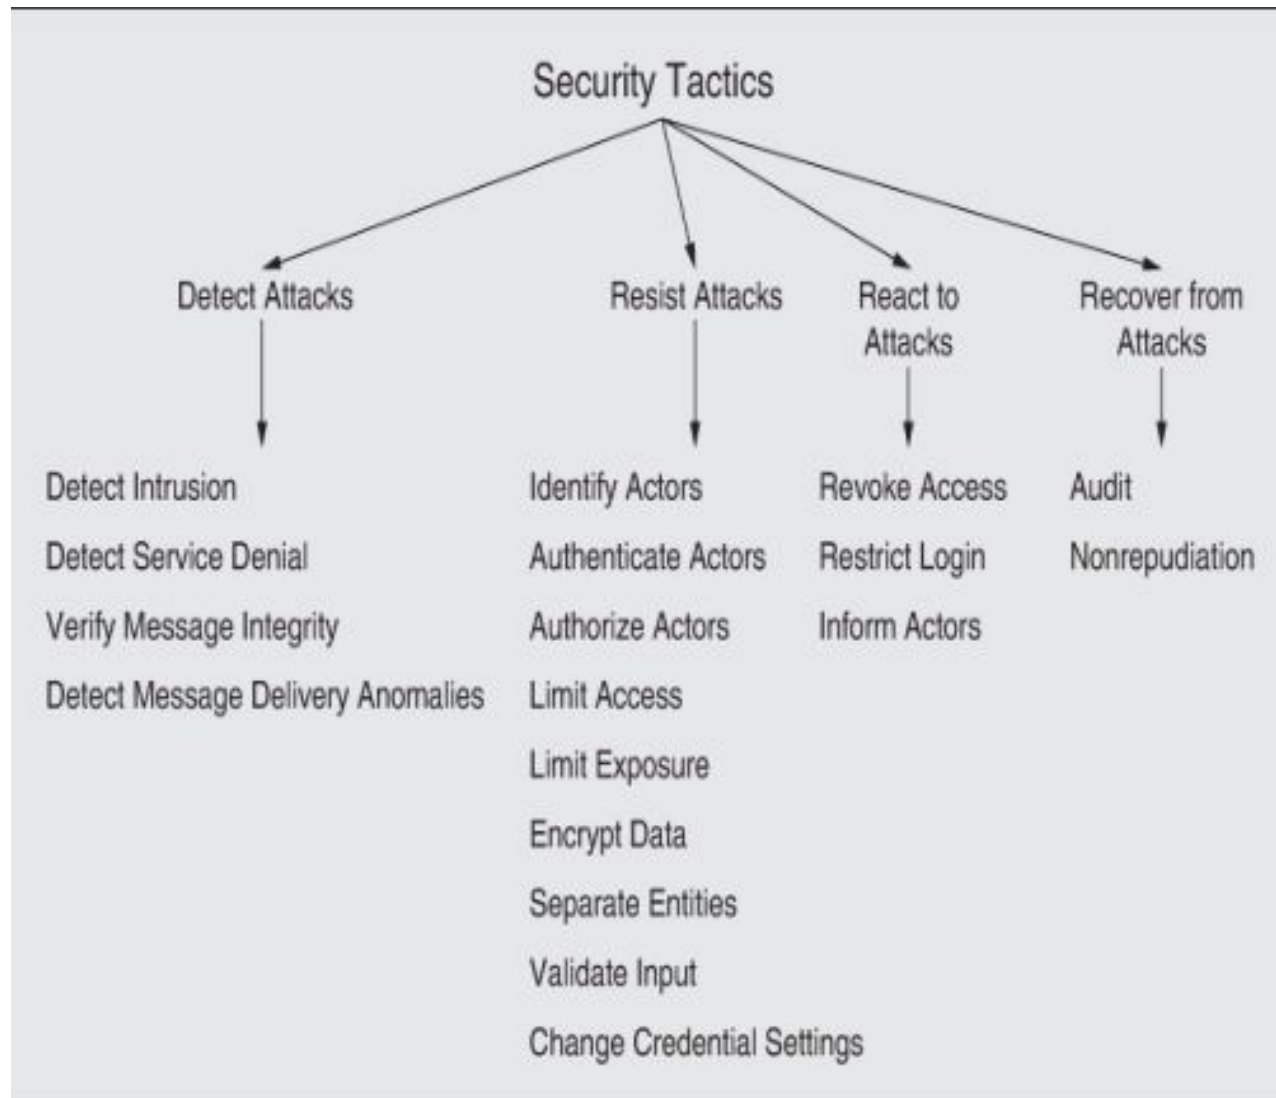 Security Tactics
Detect Attacks
Resist Attacks
React to
Attacks
Recover from
Attacks
Detect Intrusion
Detect Service Denial
Verify Message Integrity
Detect Message Delivery Anomalies
Identify Actors
Authenticate Actors
Authorize Actors
Limit Access
Limit Exposure
Encrypt Data
Separate Entities
Validate Input
Change Credential Settings
Revoke Access
Restrict Login
Inform Actors
Audit
Nonrepudiation